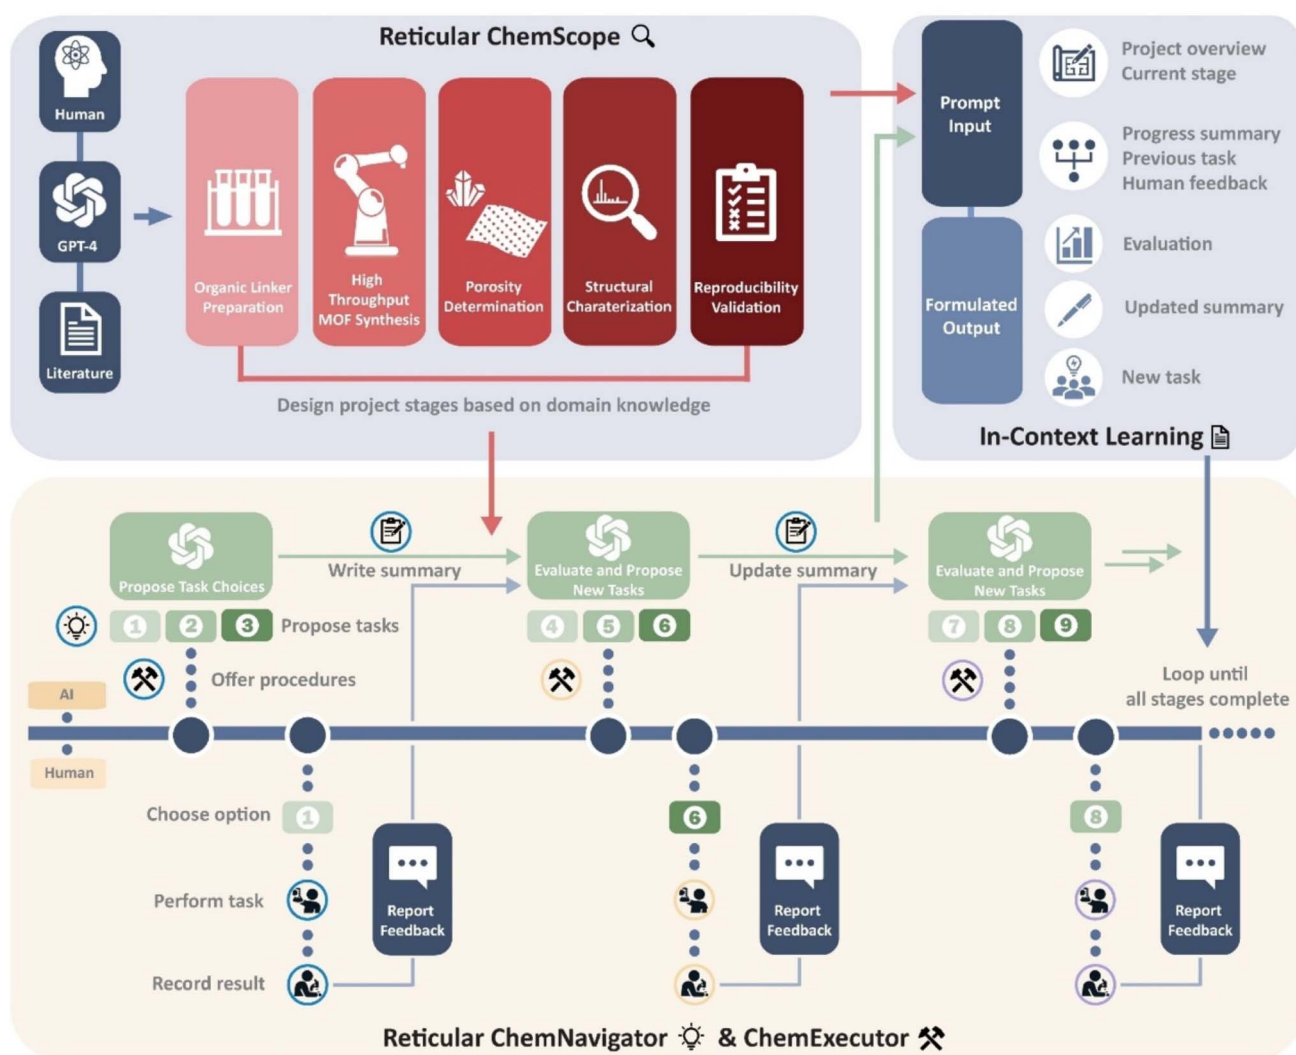 Reticular ChemScope
Human
GPT-4
Literature
Organic Linker
Preparation
High
Throughput
MOF Synthesis
Porosity
Determination
Structural
Charaterization
Reproducibility
Validation
Design project stages based on domain knowledge
Prompt
Input
Formulated
Output
Project overview
Current stage
Progress summary
Previous task
Human feedback
Evaluation
Updated summary
New task
In-Context Learning
Propose Task Choices
Write summary
Evaluate and Propose
New Tasks
Update summary
Evaluate and Propose
New Tasks
1 2 3 Propose tasks
4 5 6
7 8 9
Offer procedures
Loop until
all stages complete
AI
Human
Choose option
1
6
8
Perform task
Report
Feedback
Report
Feedback
Report
Feedback
Record result
Reticular ChemNavigator & ChemExecutor